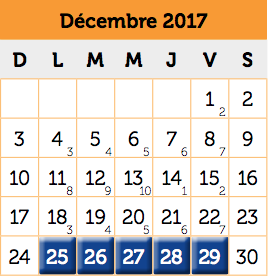 Décembre 2017
D L M M J V S
1 2 2
3 4 3 5 4 6 5 7 6 8 7 9
10 11 8 12 9 13 10 14 1 15 2 16
17 18 3 19 4 20 5 21 6 22 7 23
24 25 26 27 28 29 30